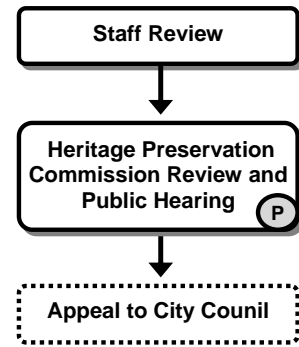 Staff Review
Heritage Preservation
Commission Review and
Public Hearing
P
Appeal to City Counil